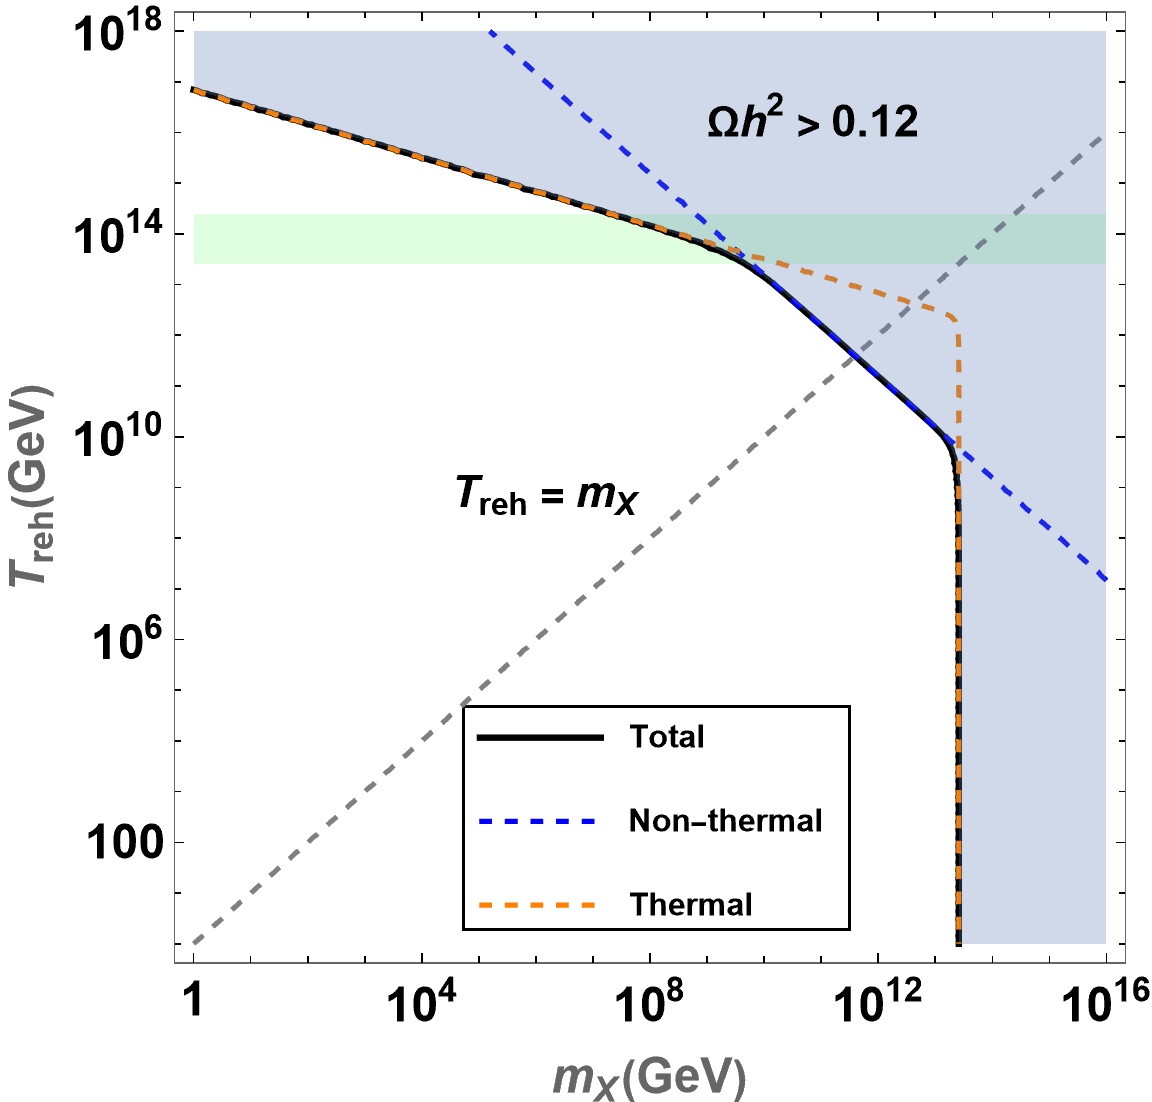 10^18
Ωh^2 > 0.12
10^14
T_reh(GeV)
10^10
T_reh = m_X
10^6
Total
Non-thermal
100
Thermal
1
10^4
10^8
10^12
10^16
m_X(GeV)